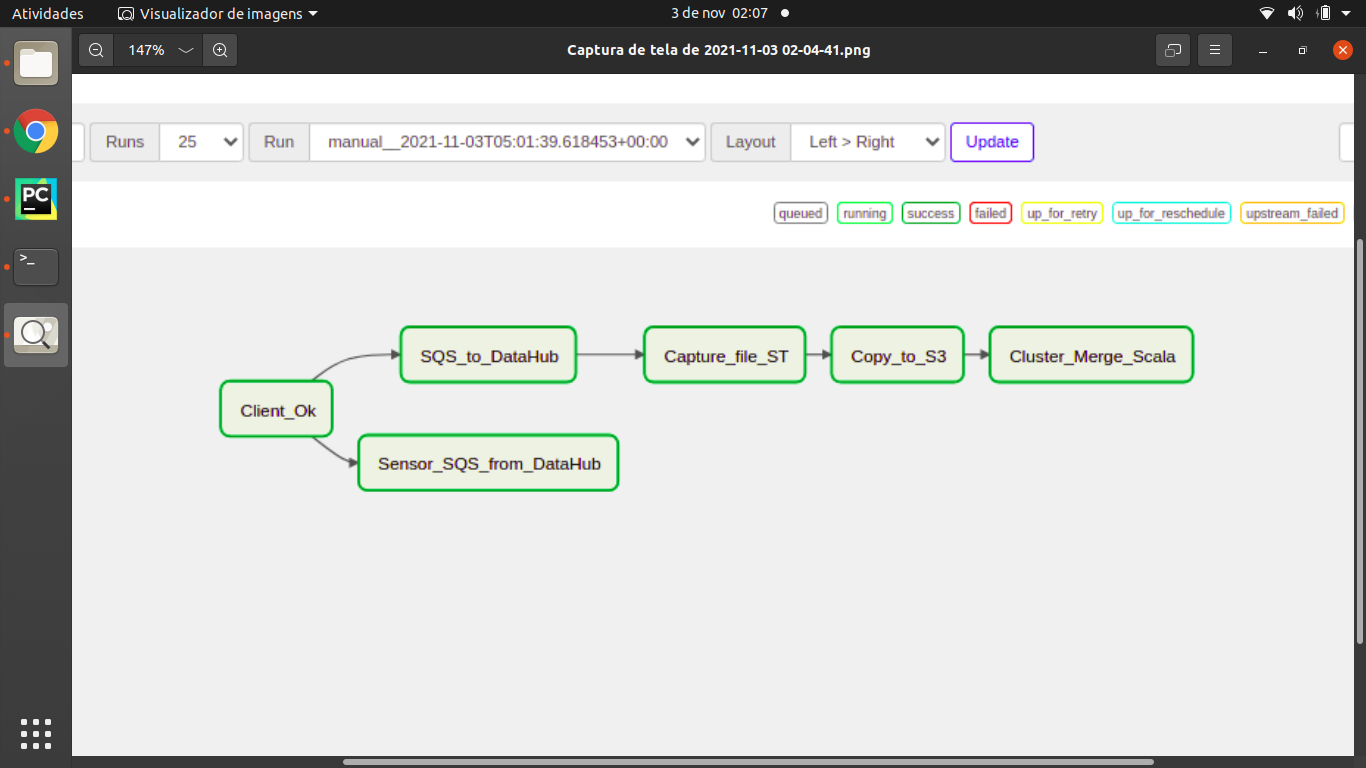 Atividades Visualizador de imagens 3 de nov 02:07
147% Captura de tela de 2021-11-03 02-04-41.png
Runs 25 Run manual__2021-11-03T05:01:39.618453+00:00 Layout Left > Right Update
queued running success failed up_for_retry up_for_reschedule upstream_failed
SQS_to_DataHub Capture_file_ST Copy_to_S3 Cluster_Merge_Scala
Client_Ok
Sensor_SQS_from_DataHub
PC
>_